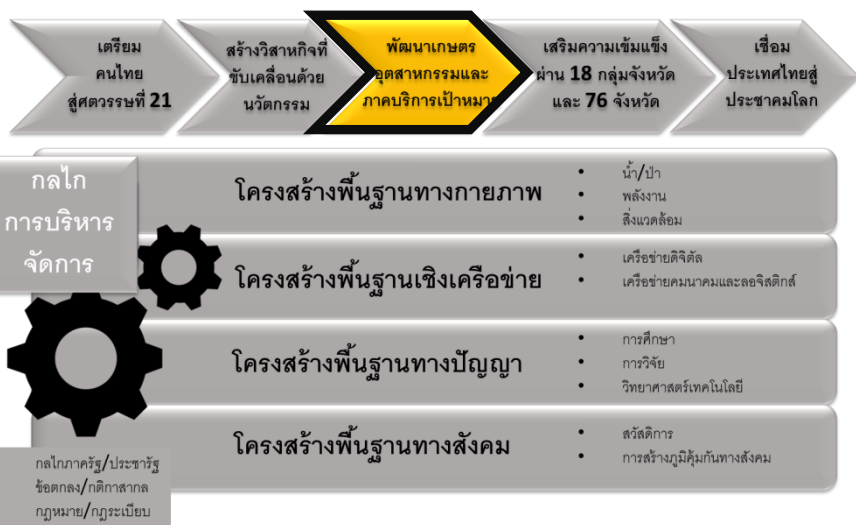 เตรียม
คนไทย
สู่ศตวรรษที่ 21
สร้างวิสาหกิจที่
ขับเคลื่อนด้วย
นวัตกรรม
พัฒนาเกษตร
อุตสาหกรรมและ
ภาคบริการเป้าหมาย
เสริมความเข้มแข็ง
ผ่าน 18 กลุ่มจังหวัด
และ 76 จังหวัด
เชื่อม
ประเทศไทยสู่
ประชาคมโลก
กลไก
การบริหาร
จัดการ
โครงสร้างพื้นฐานทางกายภาพ
• น้ำ/ป่า
• พลังงาน
• สิ่งแวดล้อม
โครงสร้างพื้นฐานเชิงเครือข่าย
• เครือข่ายดิจิตัล
• เครือข่ายคมนาคมและลอจิสติกส์
โครงสร้างพื้นฐานทางปัญญา
• การศึกษา
• การวิจัย
• วิทยาศาสตร์เทคโนโลยี
โครงสร้างพื้นฐานทางสังคม
• สวัสดิการ
• การสร้างภูมิคุ้มกันทางสังคม
กลไกภาครัฐ/ประชารัฐ
ข้อตกลง/กติกาสากล
กฎหมาย/กฎระเบียบ